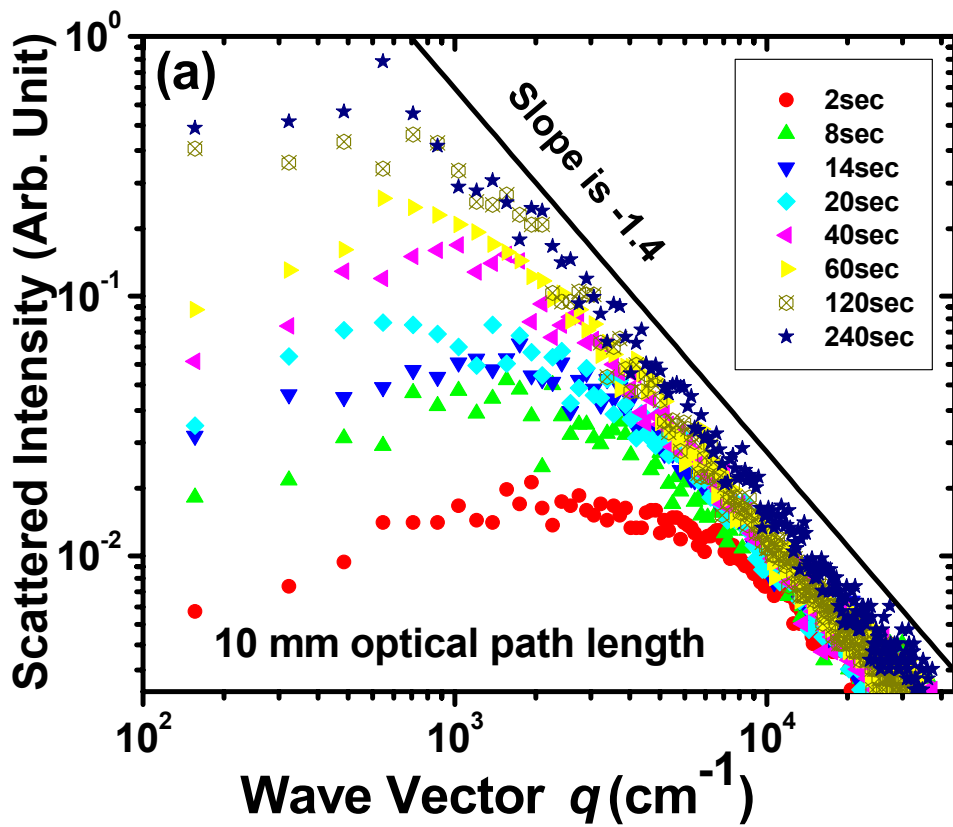 (a)
Slope is -1.4
2sec
8sec
14sec
20sec
40sec
60sec
120sec
240sec
10 mm optical path length
Scattered Intensity (Arb. Unit)
10⁰
10⁻¹
10⁻²
10²
10³
10⁴
Wave Vector q (cm⁻¹)